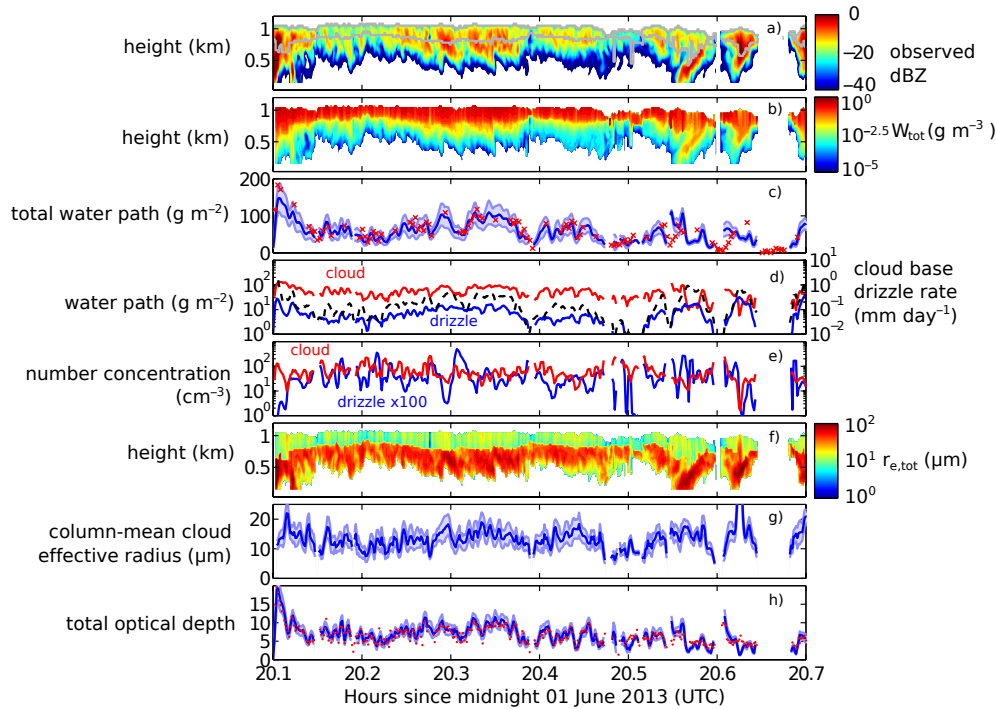 a)
height (km)
1
0.5
0
−20
−40
observed
dBZ
b)
height (km)
1
0.5
10⁰
10⁻²·⁵
10⁻⁵
W_tot (g m⁻³ )
c)
total water path (g m⁻²)
200
100
0
d)
water path (g m⁻²)
10²
10¹
10⁰
cloud
drizzle
10¹
10⁰
10⁻¹
10⁻²
cloud base
drizzle rate
(mm day⁻¹)
e)
number concentration
(cm⁻³)
10²
10¹
10⁰
cloud
drizzle x100
f)
height (km)
1
0.5
10²
10¹
10⁰
r_e,tot (μm)
g)
column-mean cloud
effective radius (μm)
20
10
0
h)
total optical depth
15
10
5
0
20.1 20.2 20.3 20.4 20.5 20.6 20.7
Hours since midnight 01 June 2013 (UTC)